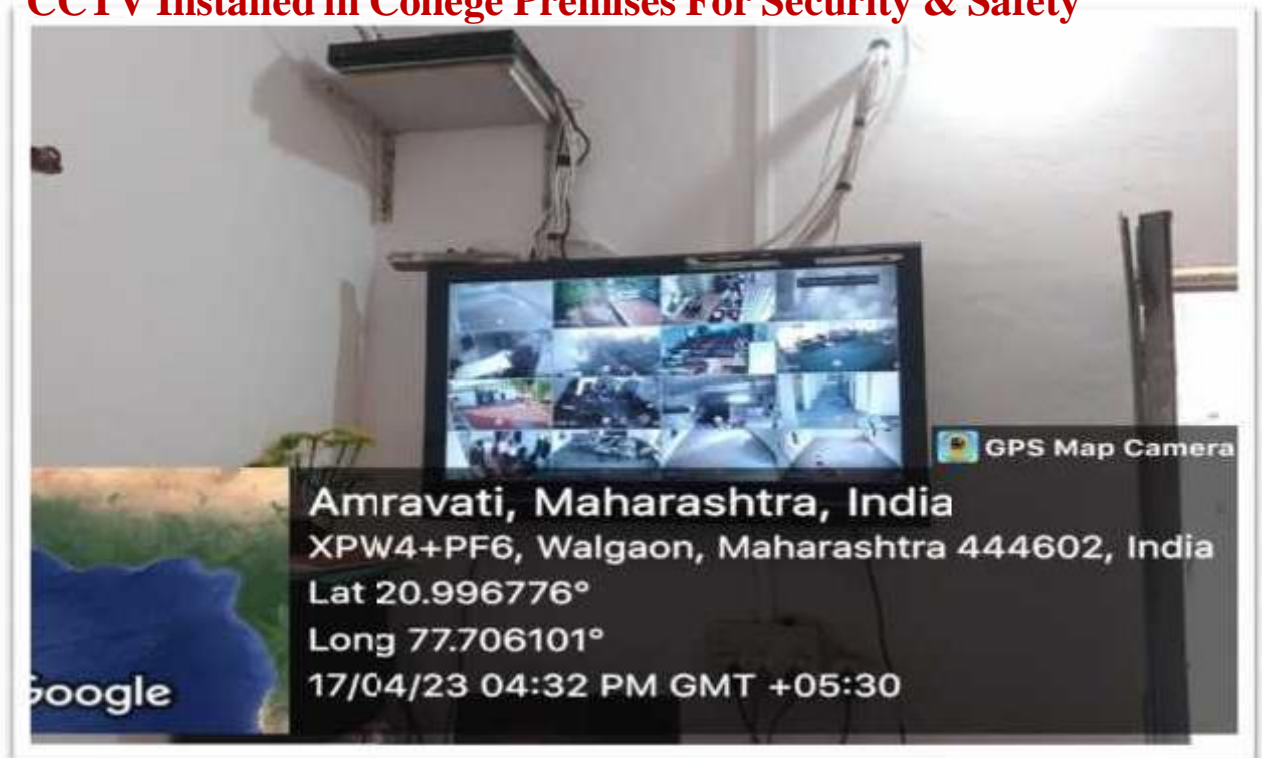 CCTV Installed in College Premises For Security & Safety
GPS Map Camera
Amravati, Maharashtra, India
XPW4+PF6, Walgaon, Maharashtra 444602, India
Lat 20.996776°
Long 77.706101°
17/04/23 04:32 PM GMT +05:30
Google